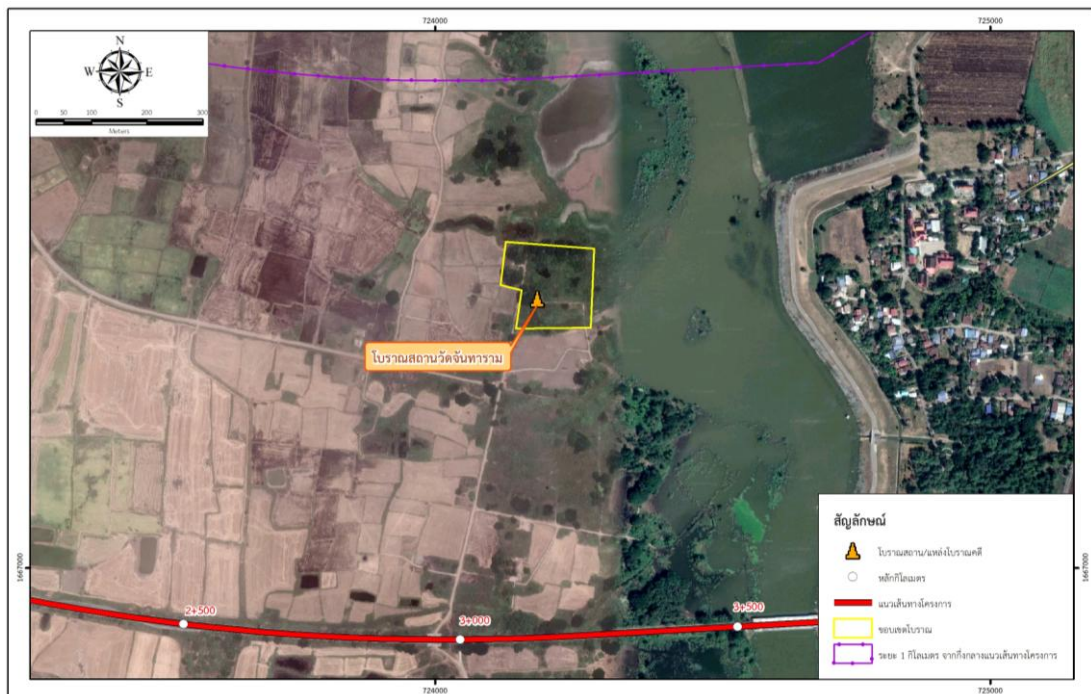 724000
725000
N
W E
S
0 50 100 200 300
Meters
โบราณสถานวัดจันทาราม
1667000
1667000
2+500
3+000
3+500
สัญลักษณ์
โบราณสถาน/แหล่งโบราณคดี
หลักกิโลเมตร
แนวเส้นทางโครงการ
ขอบเขตโบราณ
ระยะ 1 กิโลเมตร จากกึ่งกลางแนวเส้นทางโครงการ
724000
725000